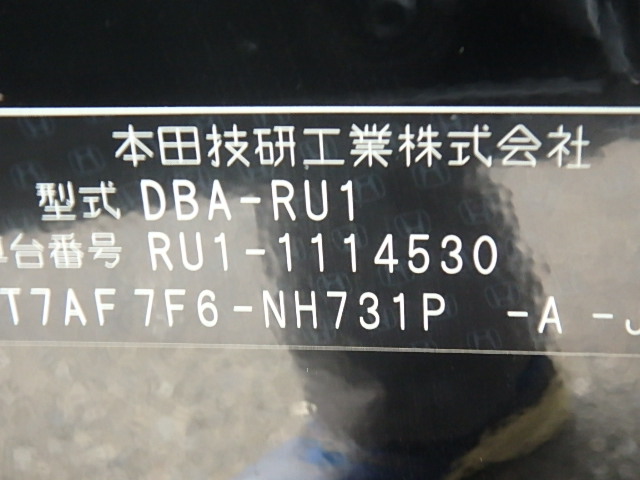 本田技研工業株式会社
型式 DBA-RU1
車台番号 RU1-1114530
T7AF 7F6-NH731P -A -J